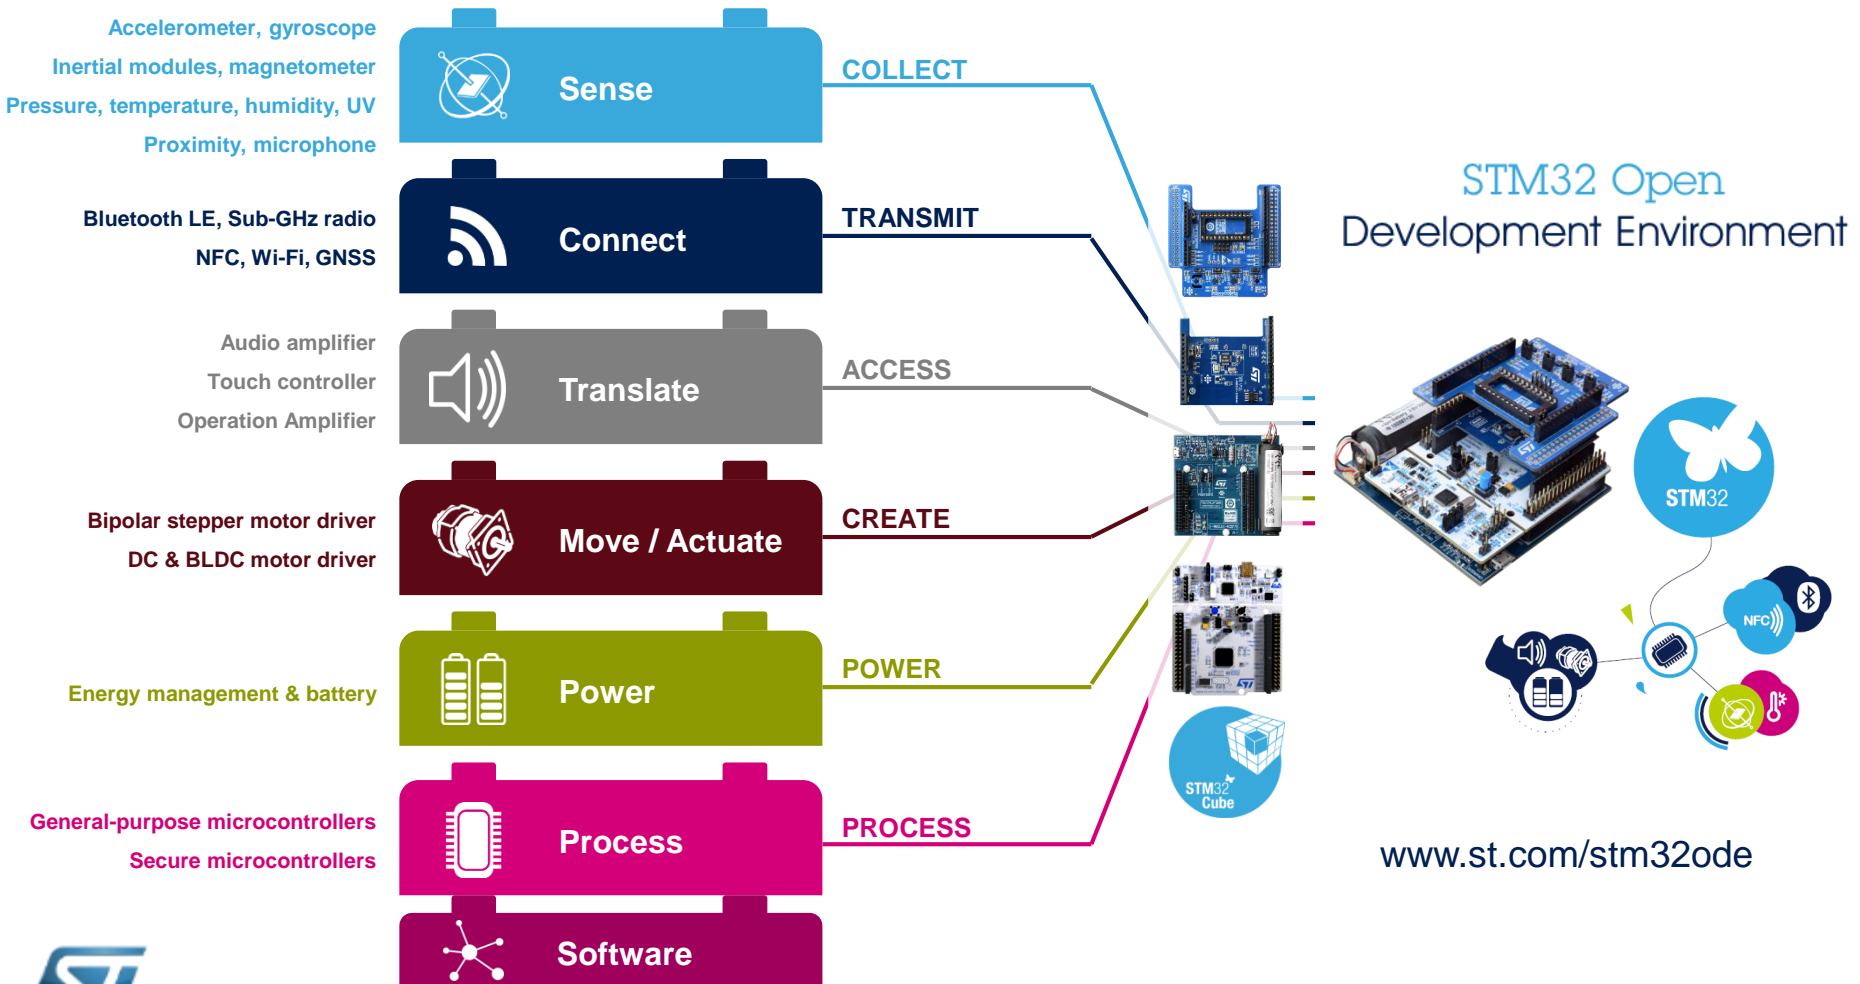 Accelerometer, gyroscope
Inertial modules, magnetometer
Pressure, temperature, humidity, UV
Proximity, microphone
Sense
COLLECT
Bluetooth LE, Sub-GHz radio
NFC, Wi-Fi, GNSS
Connect
TRANSMIT
Audio amplifier
Touch controller
Operation Amplifier
Translate
ACCESS
Bipolar stepper motor driver
DC & BLDC motor driver
Move / Actuate
CREATE
Energy management & battery
Power
POWER
General-purpose microcontrollers
Secure microcontrollers
Process
PROCESS
Software
STM32
Cube
STM32 Open
Development Environment
STM32
NFC
www.st.com/stm32ode
ST